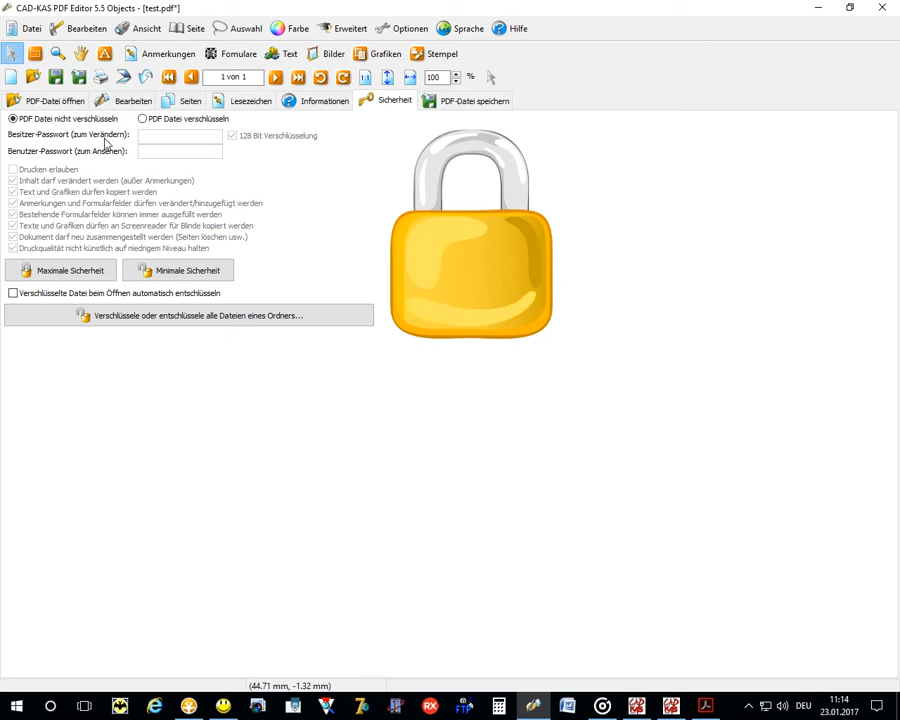 CAD-KAS PDF Editor 5.5 Objects - [test.pdf*]
Datei Bearbeiten Ansicht Seite Auswahl Farbe Erweitert Optionen Sprache Hilfe
Anmerkungen Fomulare Text Bilder Grafiken Stempel
1 von 1 1:1 100 %
PDF-Datei öffnen Bearbeiten Seiten Lesezeichen Informationen Sicherheit PDF-Datei speichern
PDF Datei nicht verschlüsseln PDF Datei verschlüsseln
Besitzer-Passwort (zum Verändern): 128 Bit Verschlüsselung
Benutzer-Passwort (zum Ansehen):
Drucken erlauben
Inhalt darf verändert werden (außer Anmerkungen)
Text und Grafiken dürfen kopiert werden
Anmerkungen und Formularfelder dürfen verändert/hinzugefügt werden
Bestehende Formularfelder können immer ausgefüllt werden
Texte und Grafiken dürfen an Screenreader für Blinde kopiert werden
Dokument darf neu zusammengestellt werden (Seiten löschen usw.)
Druckqualität nicht künstlich auf niedrigem Niveau halten
Maximale Sicherheit Minimale Sicherheit
Verschlüsselte Datei beim Öffnen automatisch entschlüsseln
Verschlüssele oder entschlüssele alle Dateien eines Ordners...
(44.71 mm, -1.32 mm)
RX FTP DEU 11:14
23.01.2017